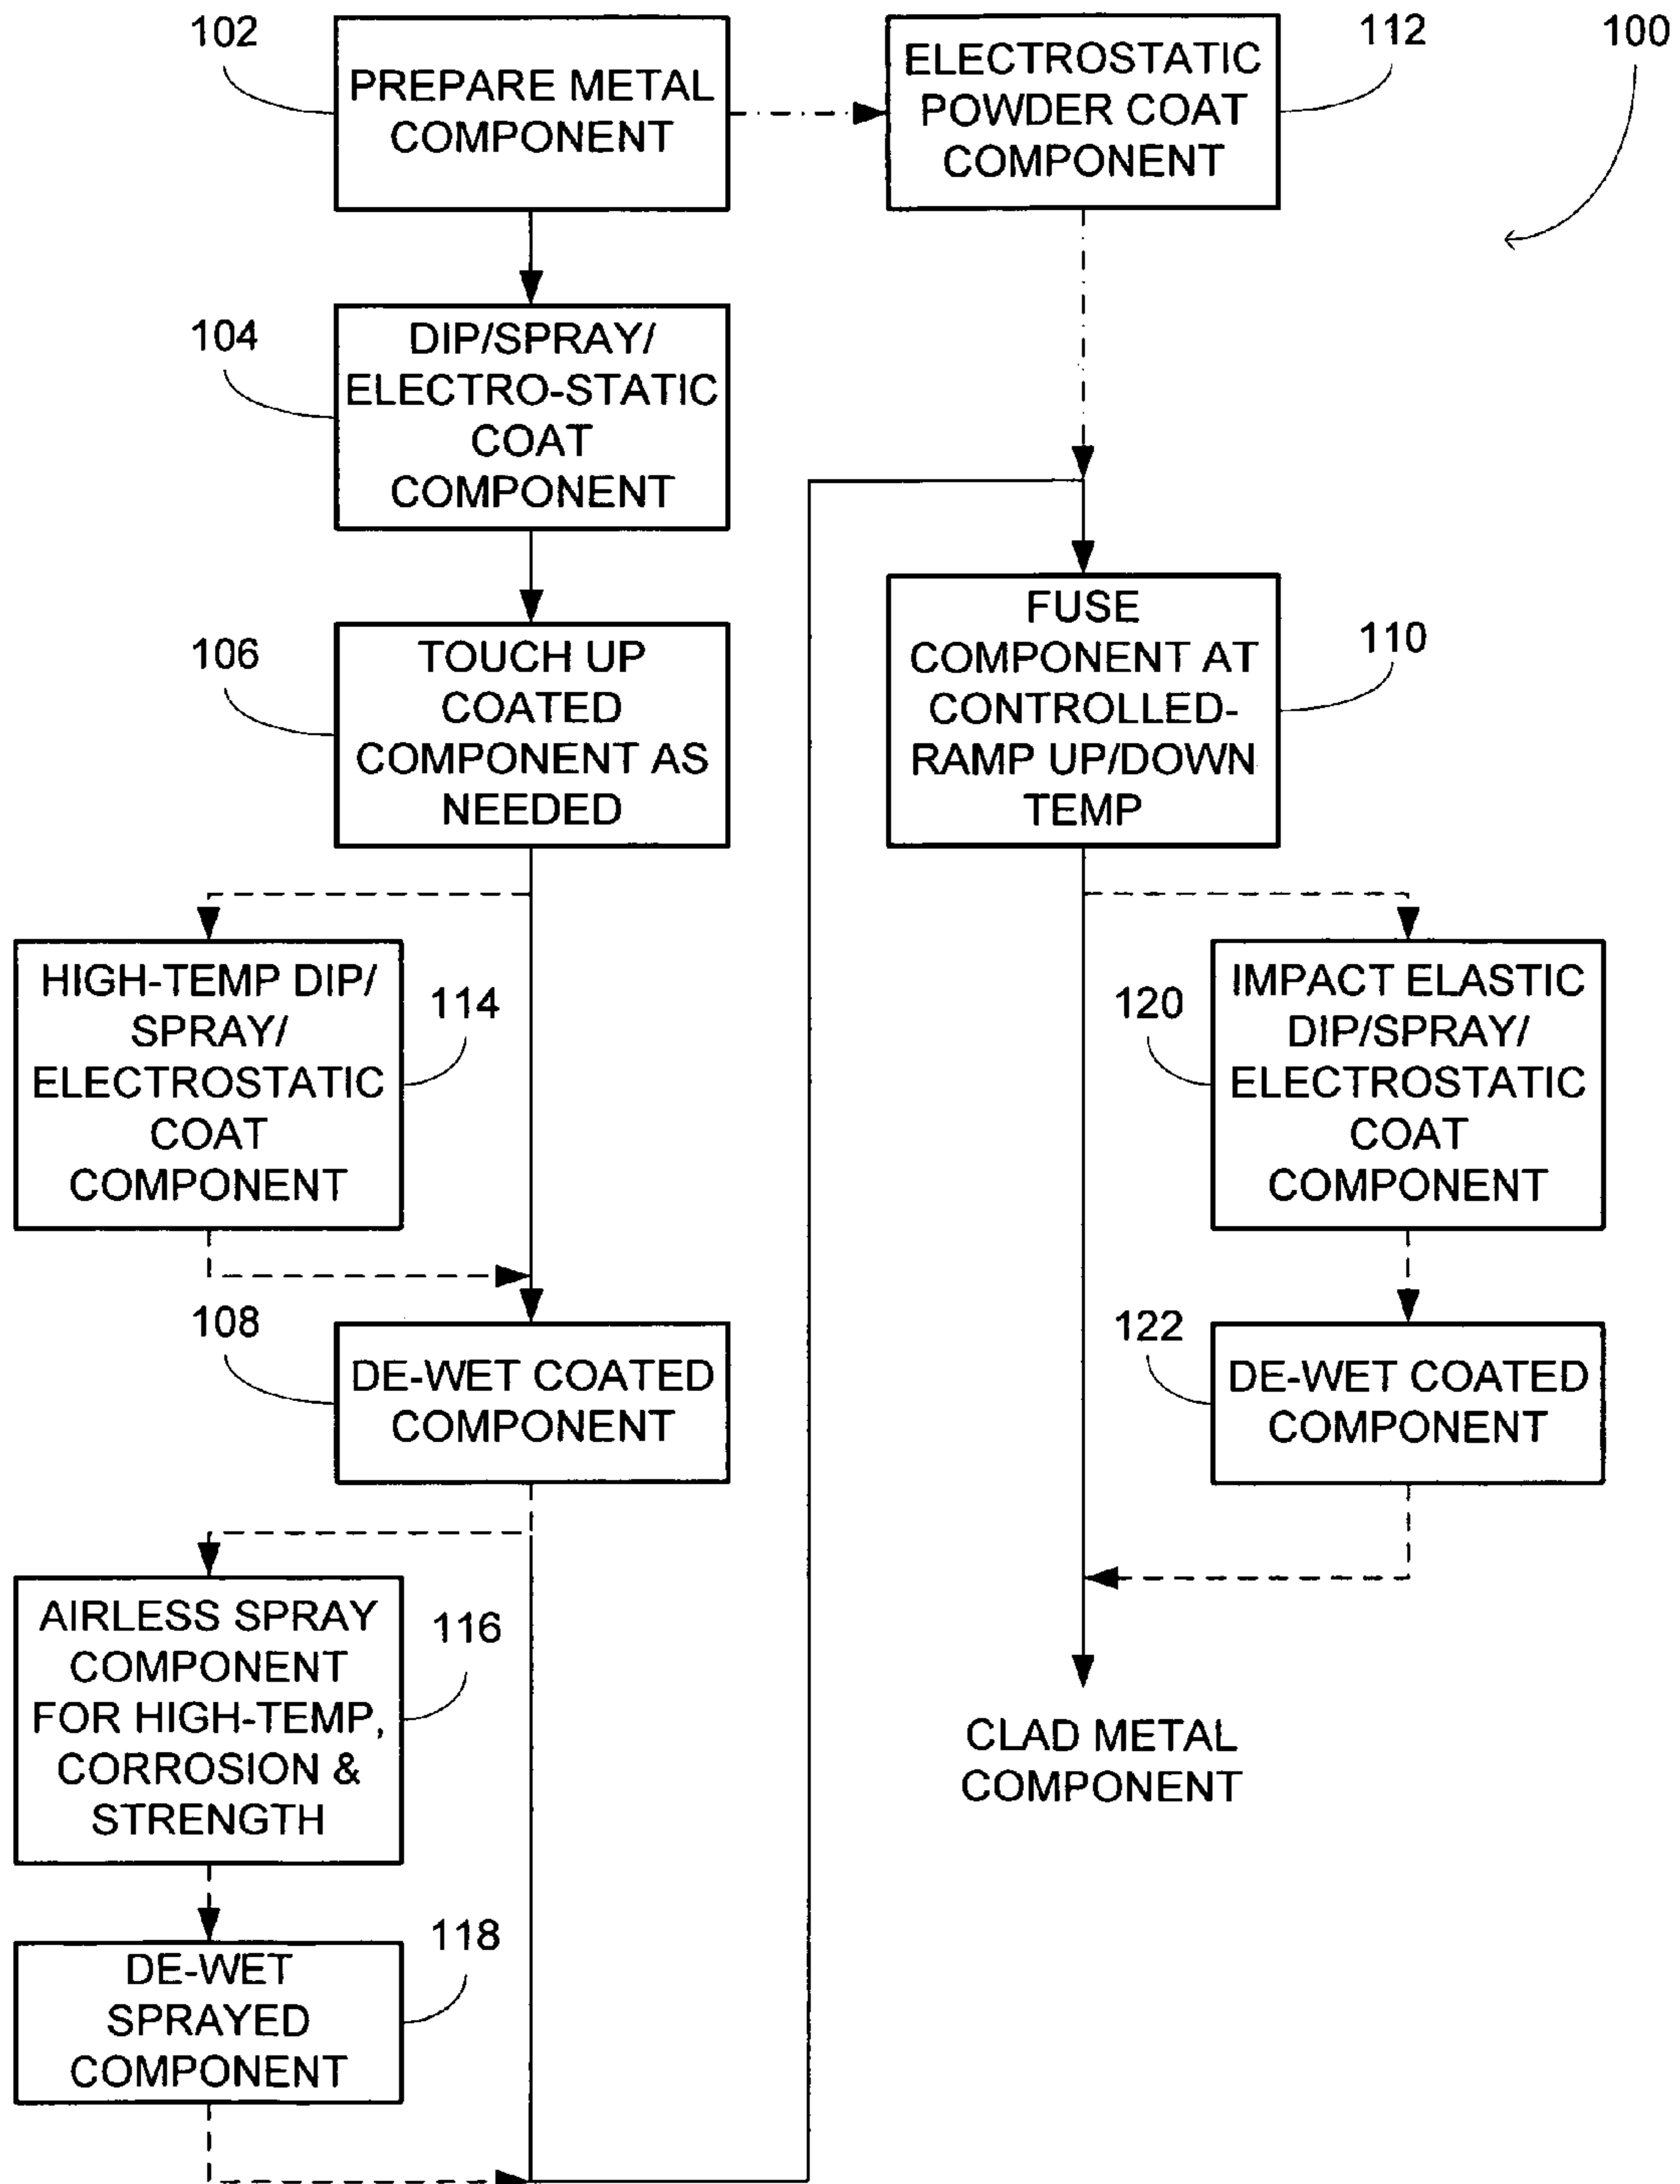 102
PREPARE METAL
COMPONENT
112
ELECTROSTATIC
POWDER COAT
COMPONENT
100
104
DIP/SPRAY/
ELECTRO-STATIC
COAT
COMPONENT
106
TOUCH UP
COATED
COMPONENT AS
NEEDED
FUSE
COMPONENT AT
CONTROLLED-
RAMP UP/DOWN
TEMP
110
HIGH-TEMP DIP/
SPRAY/
ELECTROSTATIC
COAT
COMPONENT
114
120
IMPACT ELASTIC
DIP/SPRAY/
ELECTROSTATIC
COAT
COMPONENT
108
DE-WET COATED
COMPONENT
122
DE-WET COATED
COMPONENT
AIRLESS SPRAY
COMPONENT
FOR HIGH-TEMP,
CORROSION &
STRENGTH
116
CLAD METAL
COMPONENT
DE-WET
SPRAYED
COMPONENT
118